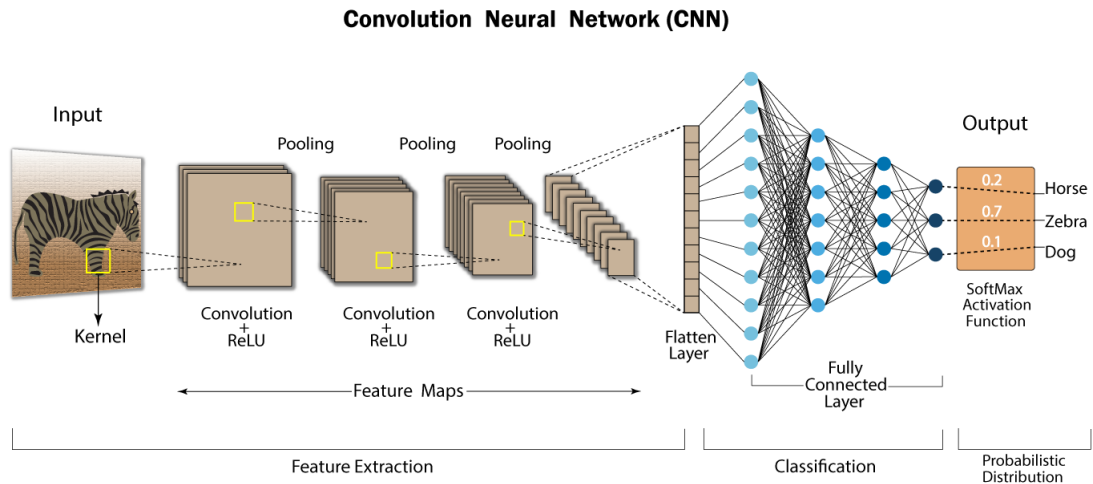 Convolution Neural Network (CNN)
Input
Output
Pooling
Pooling
Pooling
0.2
Horse
0.7
Zebra
0.1
Dog
Kernel
Convolution
+
ReLU
Convolution
+
ReLU
Convolution
+
ReLU
Flatten
Layer
SoftMax
Activation
Function
Feature Maps
Fully
Connected
Layer
Feature Extraction
Classification
Probabilistic
Distribution